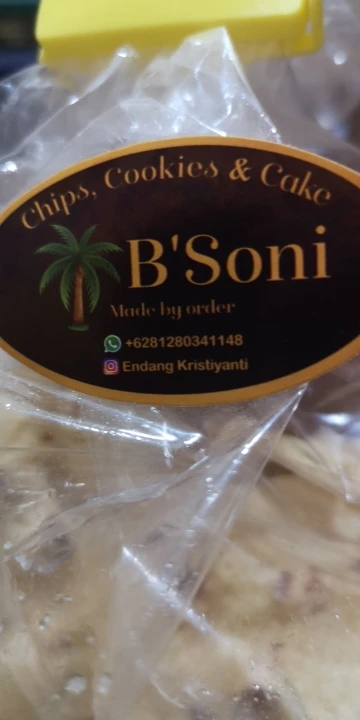 Chips, Cookies & Cake
B'Soni
Made by order
+6281280341148
Endang Kristiyanti